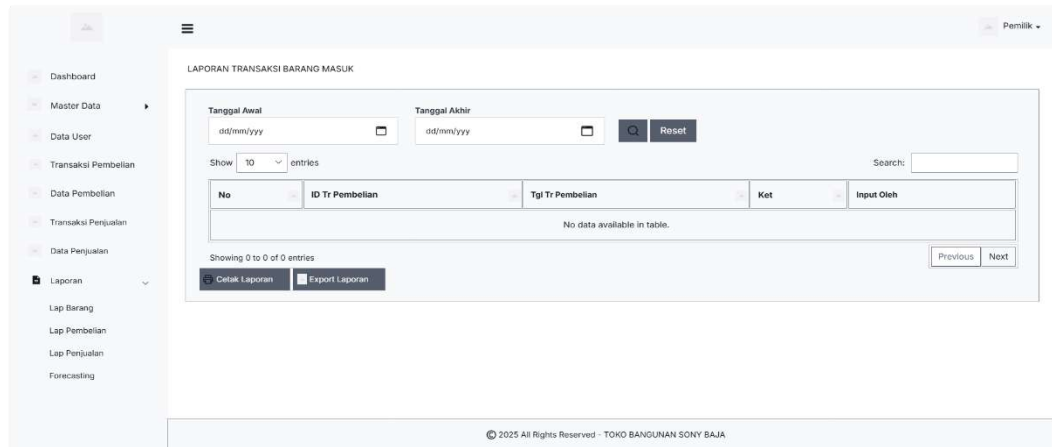 Pemilik
Dashboard
Master Data
Data User
Transaksi Pembelian
Data Pembelian
Transaksi Penjualan
Data Penjualan
Laporan
Lap Barang
Lap Pembelian
Lap Penjualan
Forecasting
LAPORAN TRANSAKSI BARANG MASUK
Tanggal Awal Tanggal Akhir
dd/mm/yyy dd/mm/yyy Reset
Show 10 entries Search:
No ID Tr Pembelian Tgl Tr Pembelian Ket Input Oleh
No data available in table.
Showing 0 to 0 of 0 entries Previous Next
Cetak Laporan Export Laporan
© 2025 All Rights Reserved - TOKO BANGUNAN SONY BAJA